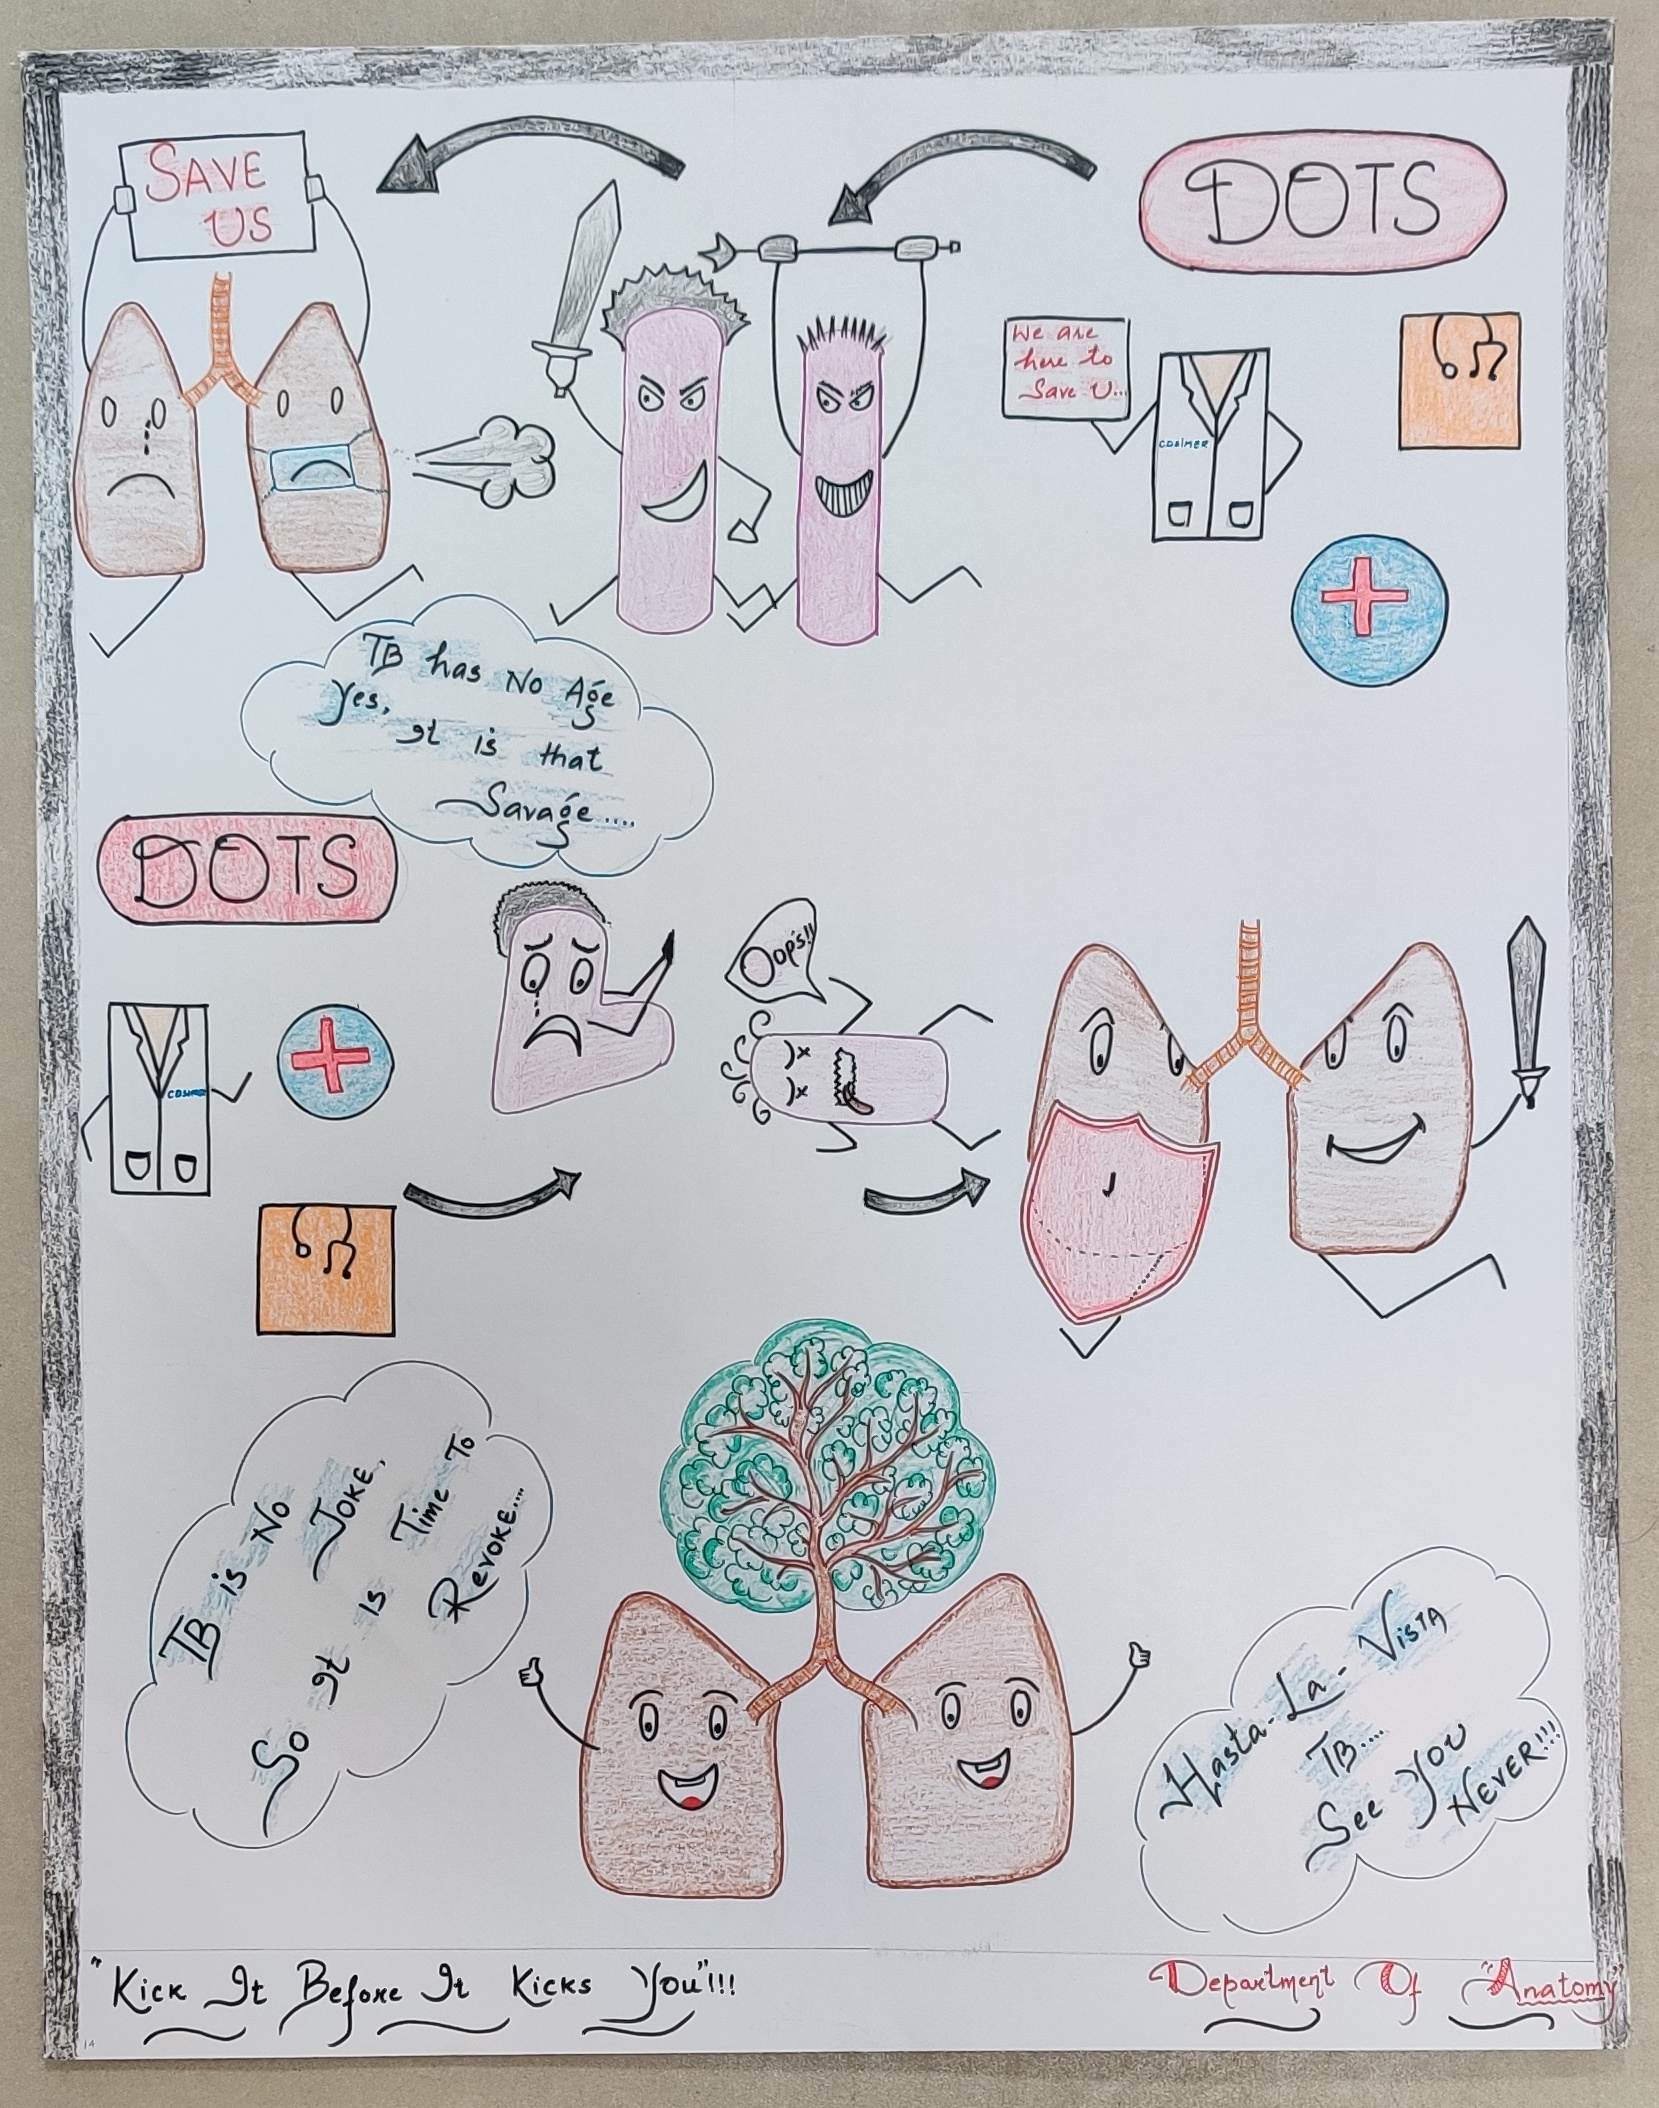 SAVE
US
DOTS
We are
here to
Save U...
COSIMER
TB has No Age
Yes,
It is that
Savage....
DOTS
COSIMER
Oops!!
TB is No
JOKE,
So It Is Time To
REVOKE....
Hasta-La-VISTA
TB....
See You
NEVER!!!
"KICK It Before It KICKS You"!!!
Department Of "Anatomy"
14